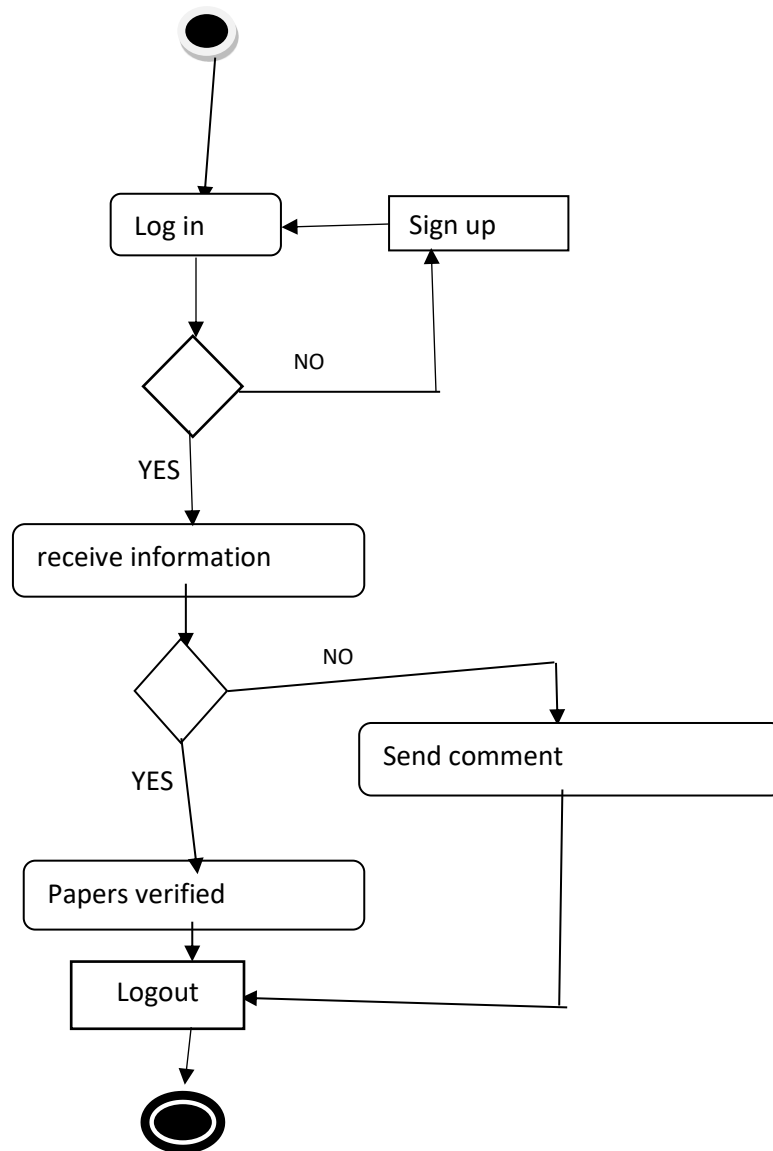 Log in
Sign up
NO
YES
receive information
NO
Send comment
YES
Papers verified
Logout